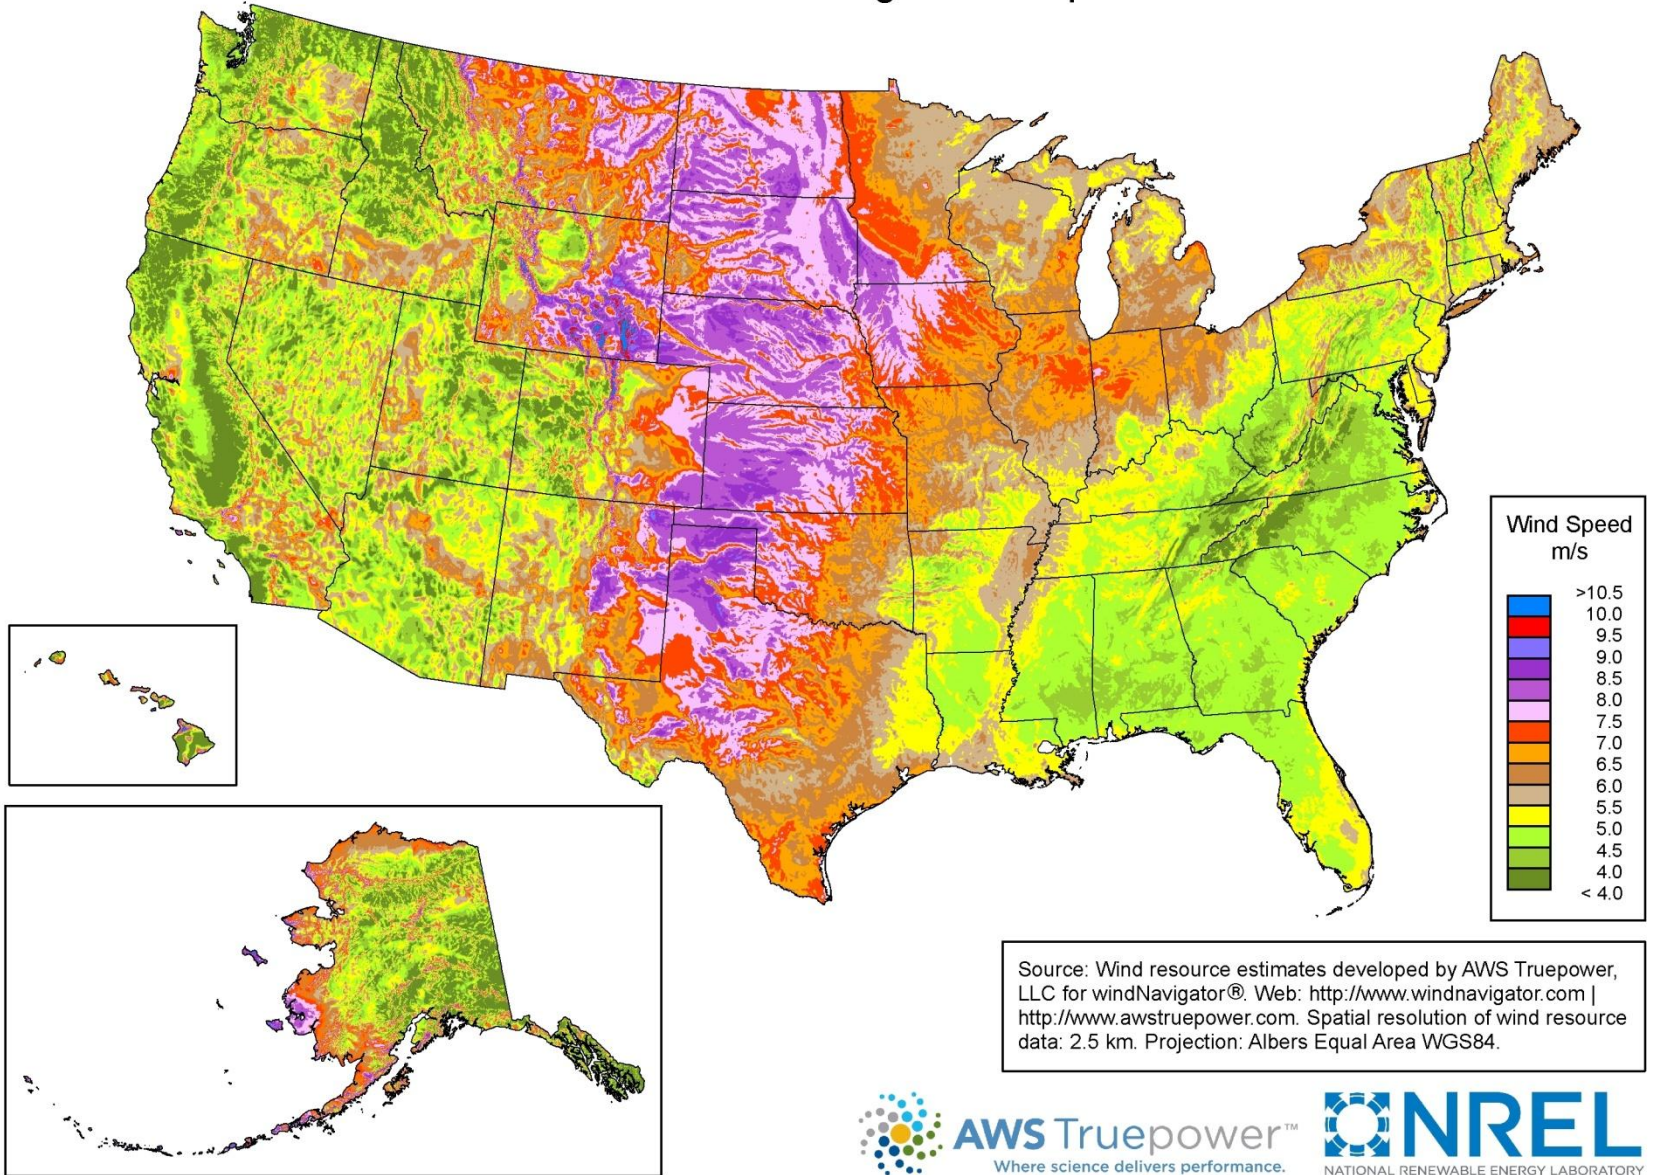 Wind Speed
m/s
>10.5
10.0
9.5
9.0
8.5
8.0
7.5
7.0
6.5
6.0
5.5
5.0
4.5
4.0
< 4.0
Source: Wind resource estimates developed by AWS Truepower,
LLC for windNavigator®. Web: http://www.windnavigator.com |
http://www.awstruepower.com. Spatial resolution of wind resource
data: 2.5 km. Projection: Albers Equal Area WGS84.
AWS Truepower™
Where science delivers performance.
NREL
NATIONAL RENEWABLE ENERGY LABORATORY